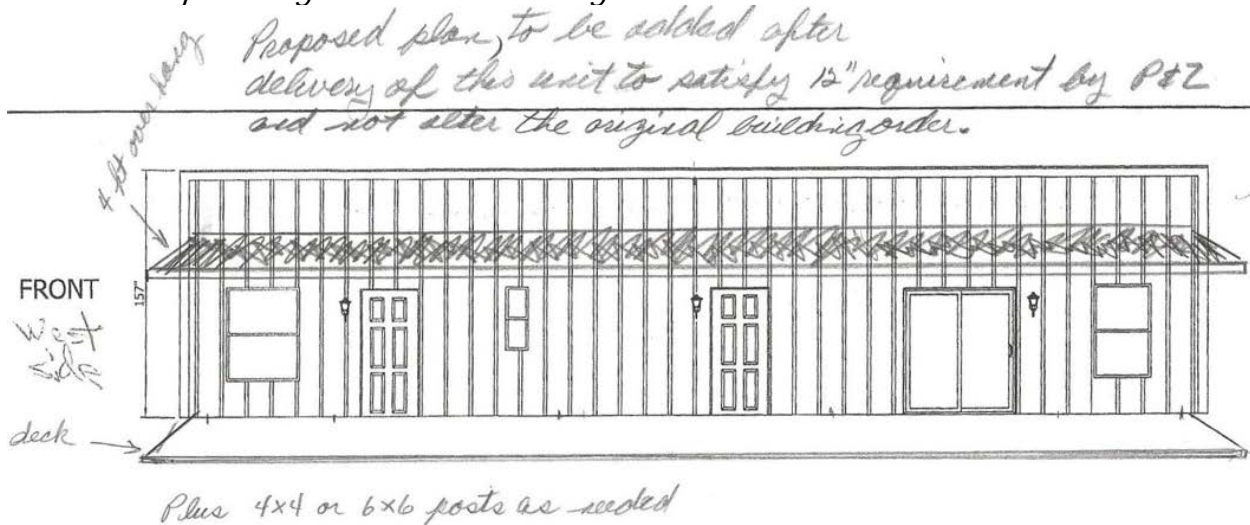 Proposed plan, to be added after
delivery of this unit to satisfy 12" requirement by P&Z
and not alter the original building order.
4 ft over hang
FRONT
West
side
157"
deck
Plus 4x4 or 6x6 posts as needed